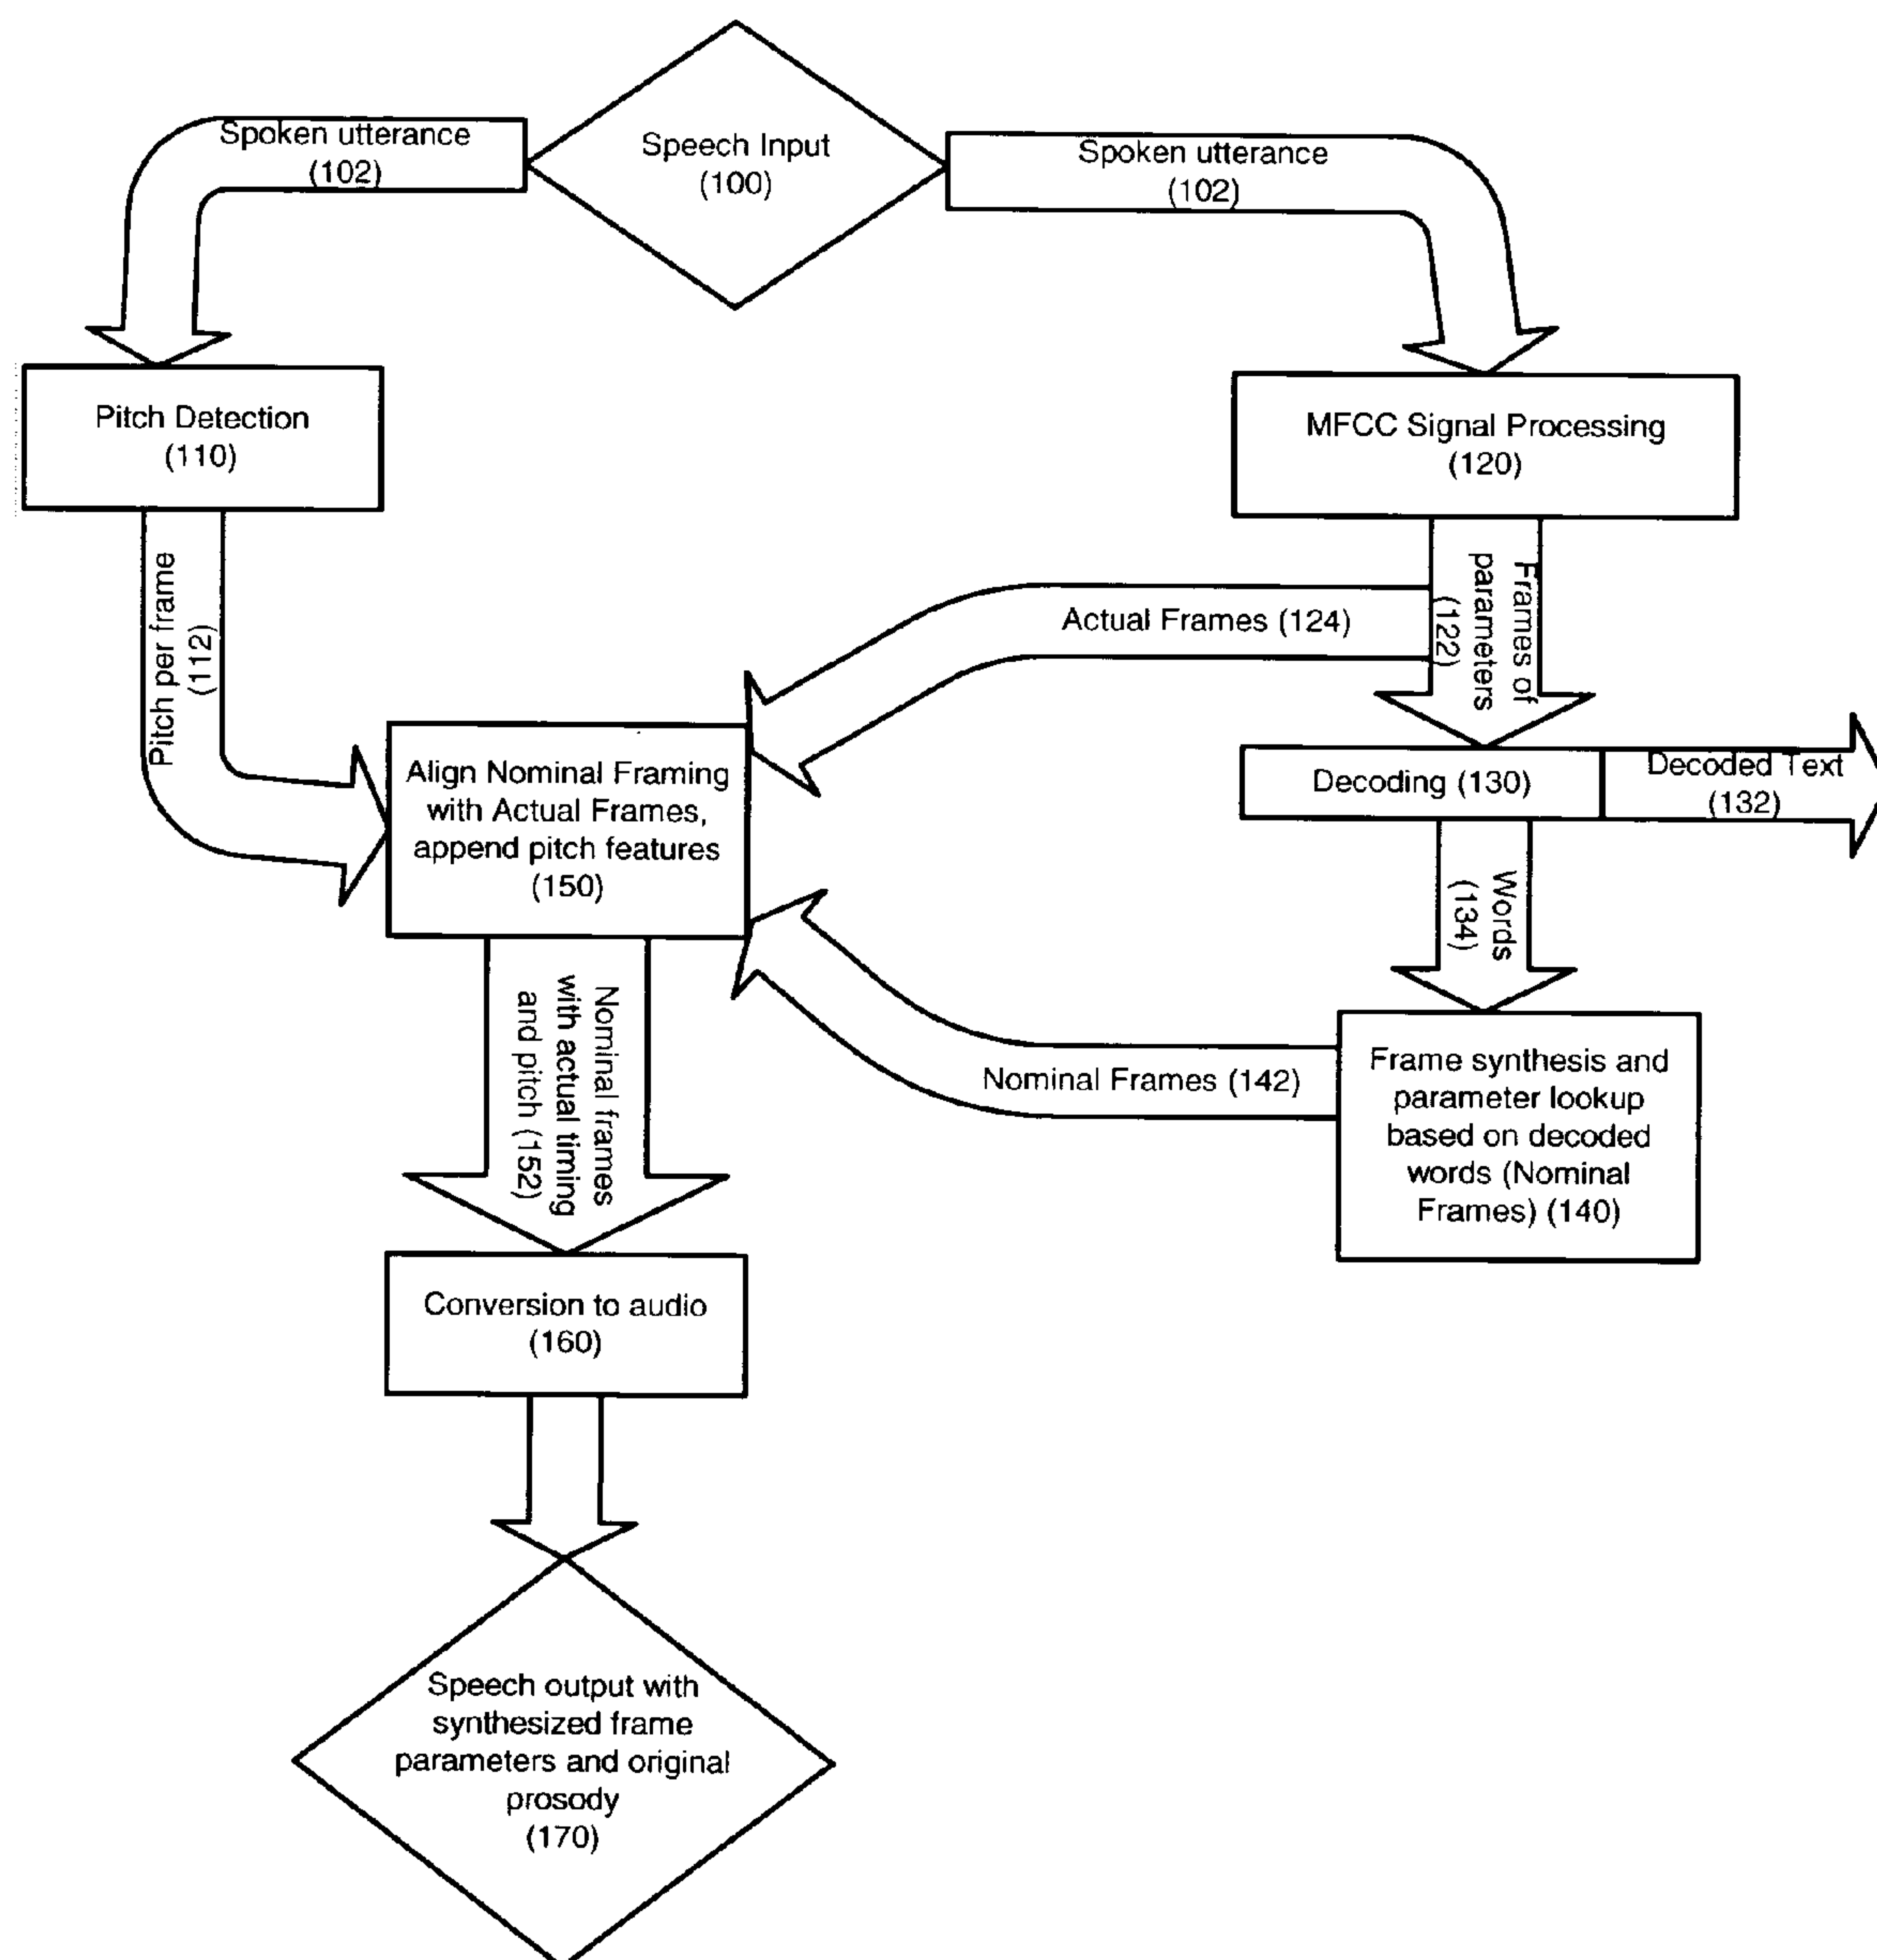 Speech Input
(100)
Spoken utterance
(102)
Spoken utterance
(102)
Pitch Detection
(110)
MFCC Signal Processing
(120)
Pitch per frame
(112)
Frames of
parameters
(122)
Actual Frames (124)
Align Nominal Framing
with Actual Frames,
append pitch features
(150)
Decoding (130)
Decoded Text
(132)
Words
(134)
Nominal Frames (142)
Frame synthesis and
parameter lookup
based on decoded
words (Nominal
Frames) (140)
Nominal frames
with actual timing
and pitch (152)
Conversion to audio
(160)
Speech output with
synthesized frame
parameters and original
prosody
(170)